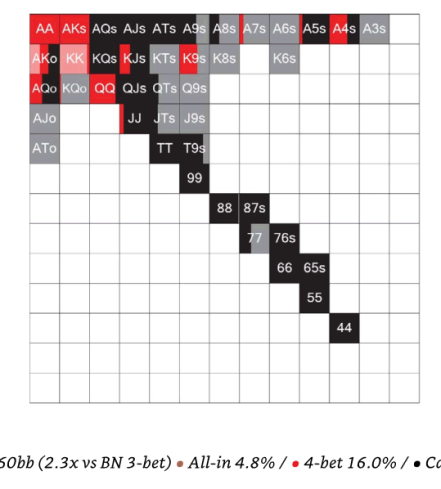 AA AKs AQs AJs ATs A9s A8s A7s A6s A5s A4s A3s
AKo KK KQs KJs KTs K9s K8s K6s
AQo KQo QQ QJs QTs Q9s
AJo JJ JTs J9s
ATo TT T9s
99
88 87s
77 76s
66 65s
55
44
60bb (2.3x vs BN 3-bet) • All-in 4.8% / • 4-bet 16.0% / •